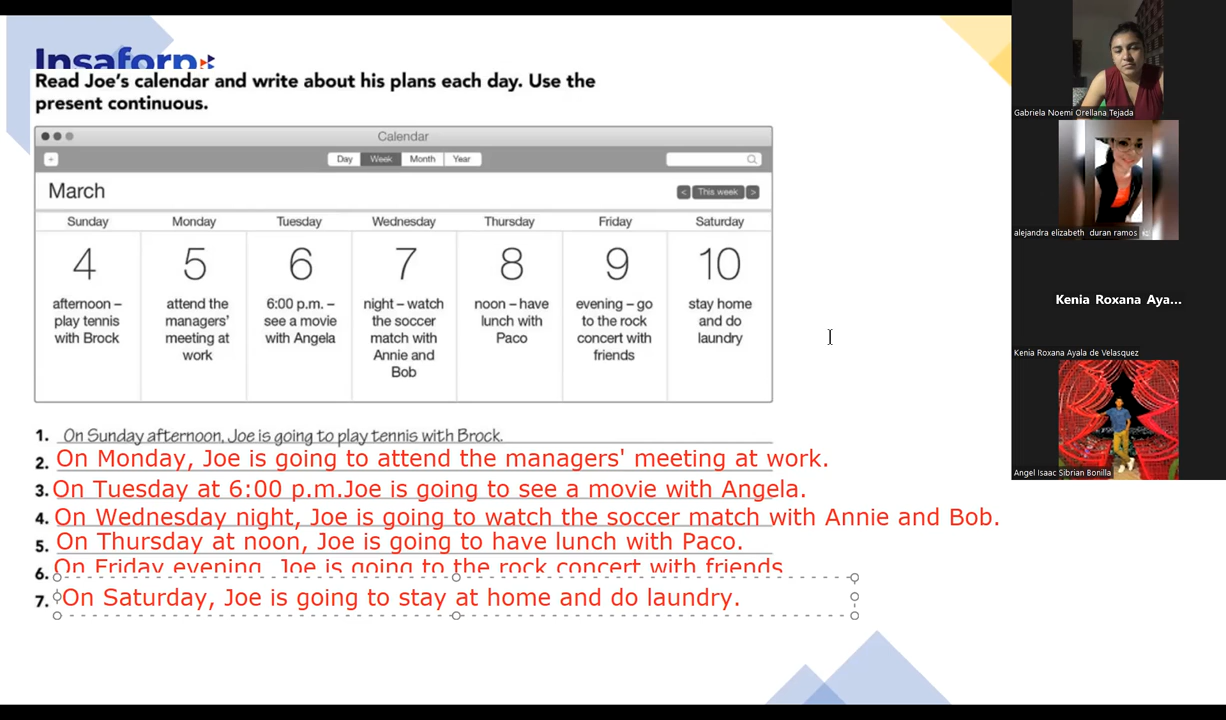 Insaforp
Read Joe's calendar and write about his plans each day. Use the
present continuous.
Calendar
+
Day Week Month Year
March
< This week >
Sunday Monday Tuesday Wednesday Thursday Friday Saturday
4 5 6 7 8 9 10
afternoon –
play tennis
with Brock
attend the
managers'
meeting at
work
6:00 p.m. –
see a movie
with Angela
night – watch
the soccer
match with
Annie and
Bob
noon – have
lunch with
Paco
evening – go
to the rock
concert with
friends
stay home
and do
laundry
1. On Sunday afternoon, Joe is going to play tennis with Brock.
2. On Monday, Joe is going to attend the managers' meeting at work.
3. On Tuesday at 6:00 p.m.Joe is going to see a movie with Angela.
4. On Wednesday night, Joe is going to watch the soccer match with Annie and Bob.
5. On Thursday at noon, Joe is going to have lunch with Paco.
6. On Friday evening, Joe is going to the rock concert with friends
7. On Saturday, Joe is going to stay at home and do laundry.
Gabriela Noemi Orellana Tejada
alejandra elizabeth duran ramos
Kenia Roxana Aya...
Kenia Roxana Ayala de Velasquez
Angel Isaac Sibrian Bonilla